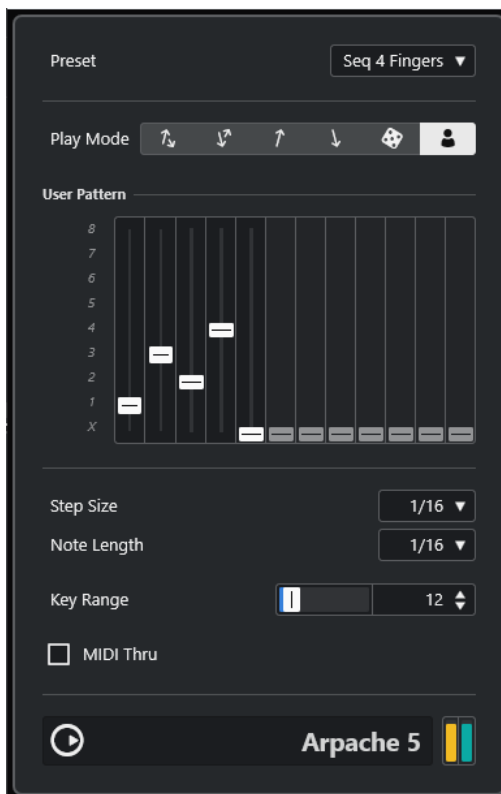 Preset Seq 4 Fingers
Play Mode
User Pattern
8
7
6
5
4
3
2
1
X
Step Size 1/16
Note Length 1/16
Key Range 12
MIDI Thru
Arpache 5